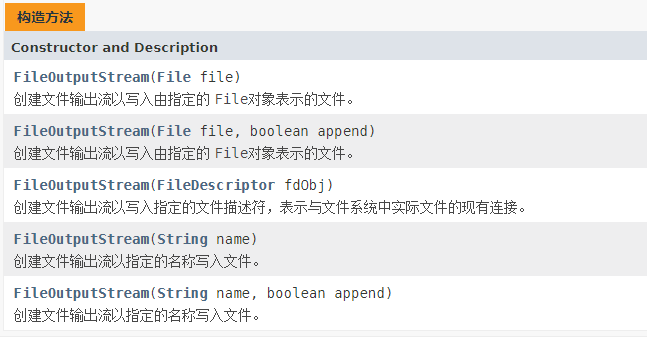 构造方法
Constructor and Description
FileOutputStream(File file)
创建文件输出流以写入由指定的 File对象表示的文件。
FileOutputStream(File file, boolean append)
创建文件输出流以写入由指定的 File对象表示的文件。
FileOutputStream(FileDescriptor fdObj)
创建文件输出流以写入指定的文件描述符，表示与文件系统中实际文件的现有连接。
FileOutputStream(String name)
创建文件输出流以指定的名称写入文件。
FileOutputStream(String name, boolean append)
创建文件输出流以指定的名称写入文件。